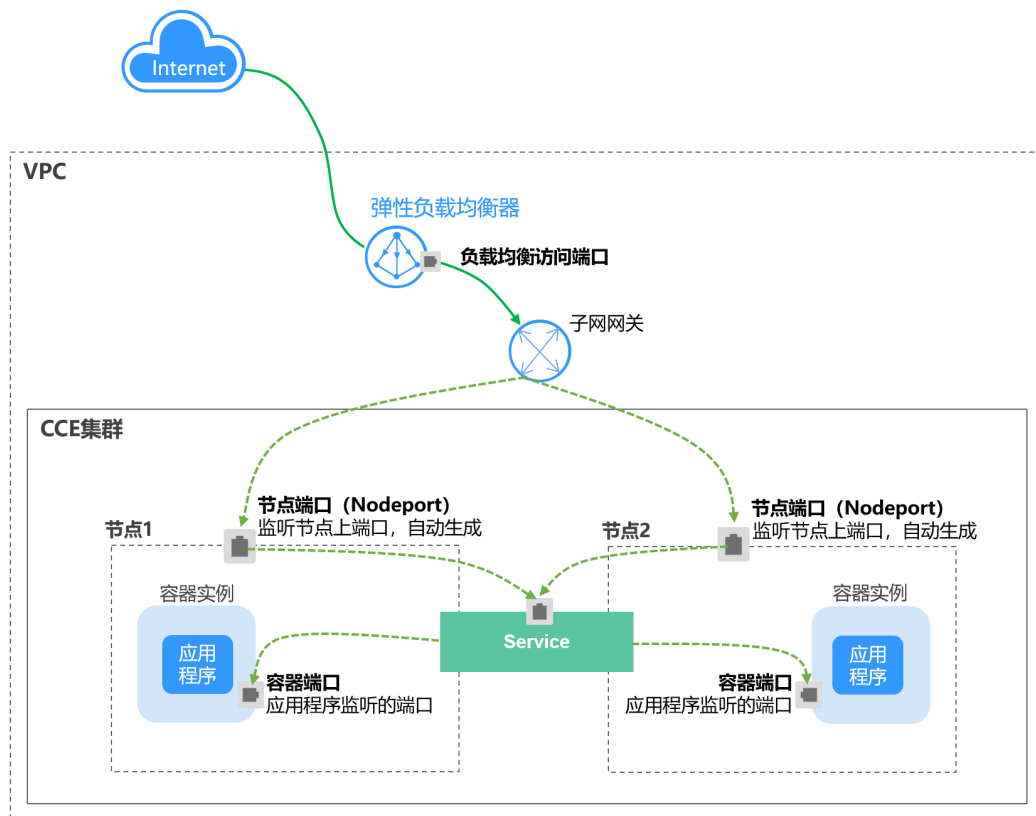 Internet
VPC
弹性负载均衡器
负载均衡访问端口
子网网关
CCE集群
节点端口（Nodeport）
监听节点上端口，自动生成
节点1
节点端口（Nodeport）
监听节点上端口，自动生成
节点2
容器实例
应用
程序
Service
容器实例
应用
程序
容器端口
应用程序监听的端口
容器端口
应用程序监听的端口